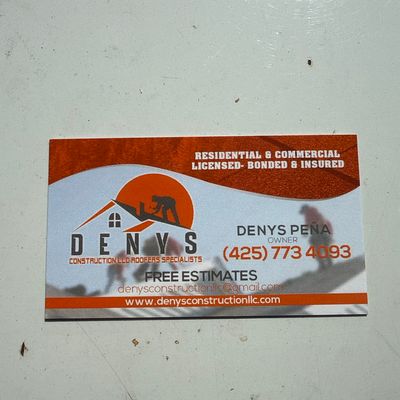 RESIDENTIAL & COMMERCIAL
LICENSED- BONDED & INSURED
DENYS
CONSTRUCTION LLC ROOFERS SPECIALISTS
DENYS PEÑA
OWNER
(425) 773 4093
FREE ESTIMATES
denysconstructionllc@gmail.com
www.denysconstructionllc.com